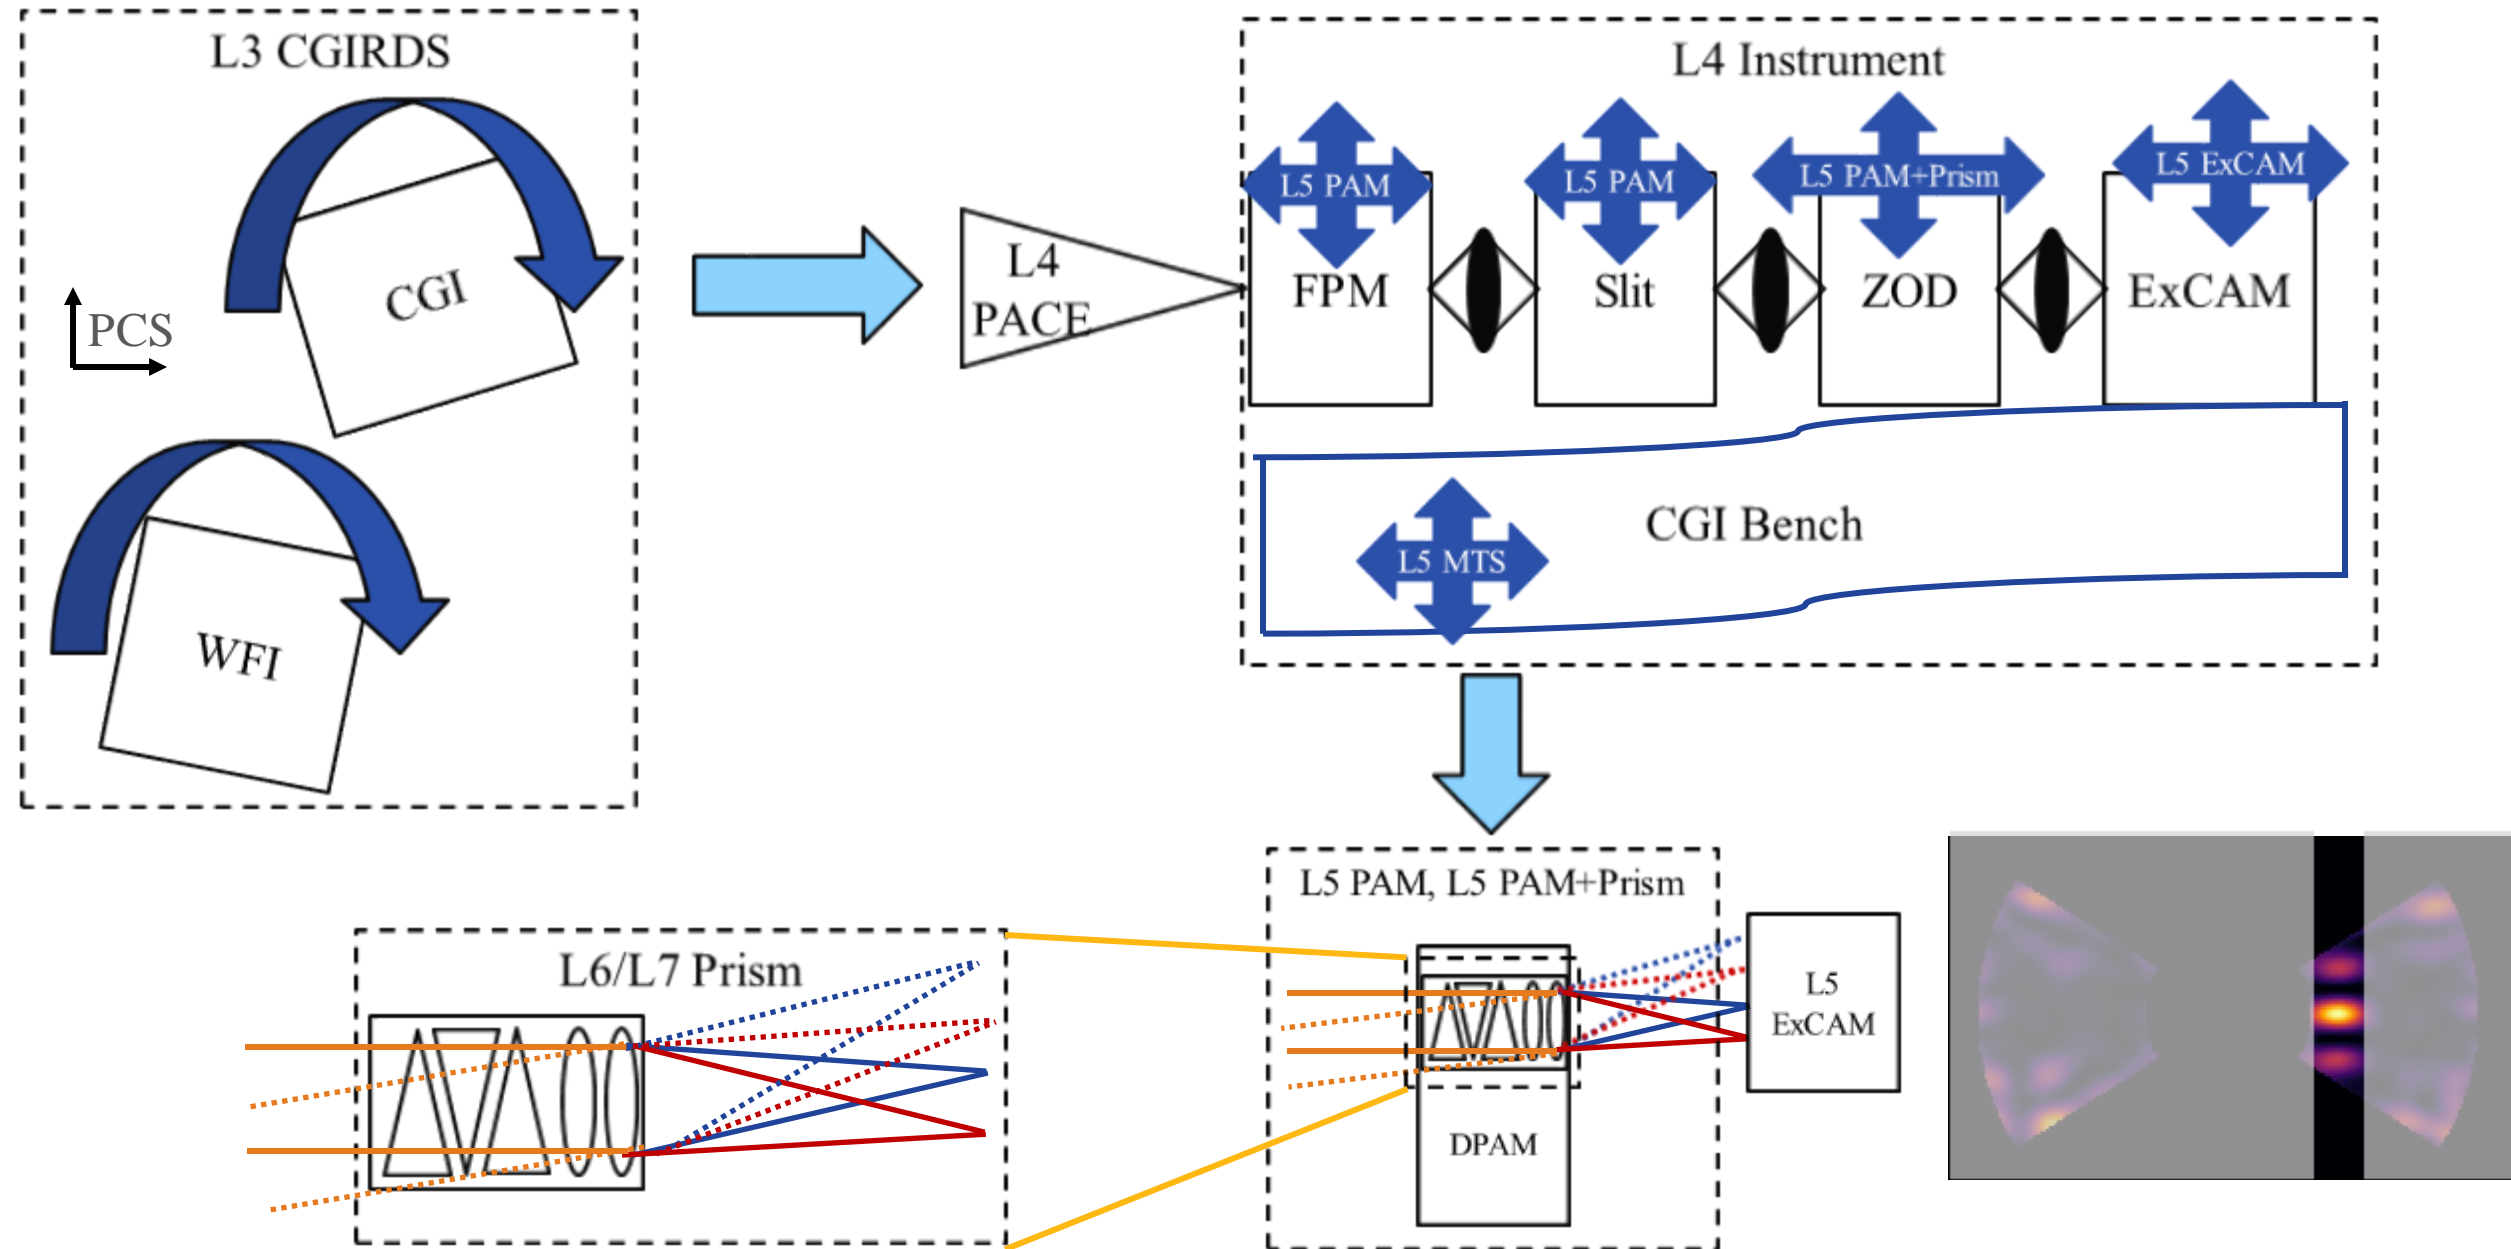 L3 CGIRDS
CGI
PCS
WFI
L4
PACE
L4 Instrument
L5 PAM
L5 PAM
L5 PAM+Prism
L5 ExCAM
FPM
Slit
ZOD
ExCAM
CGI Bench
L5 MTS
L6/L7 Prism
L5 PAM, L5 PAM+Prism
L5
ExCAM
DPAM